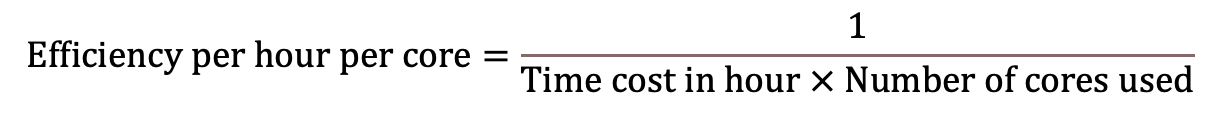 Efficiency per hour per core = 1 / Time cost in hour × Number of cores used